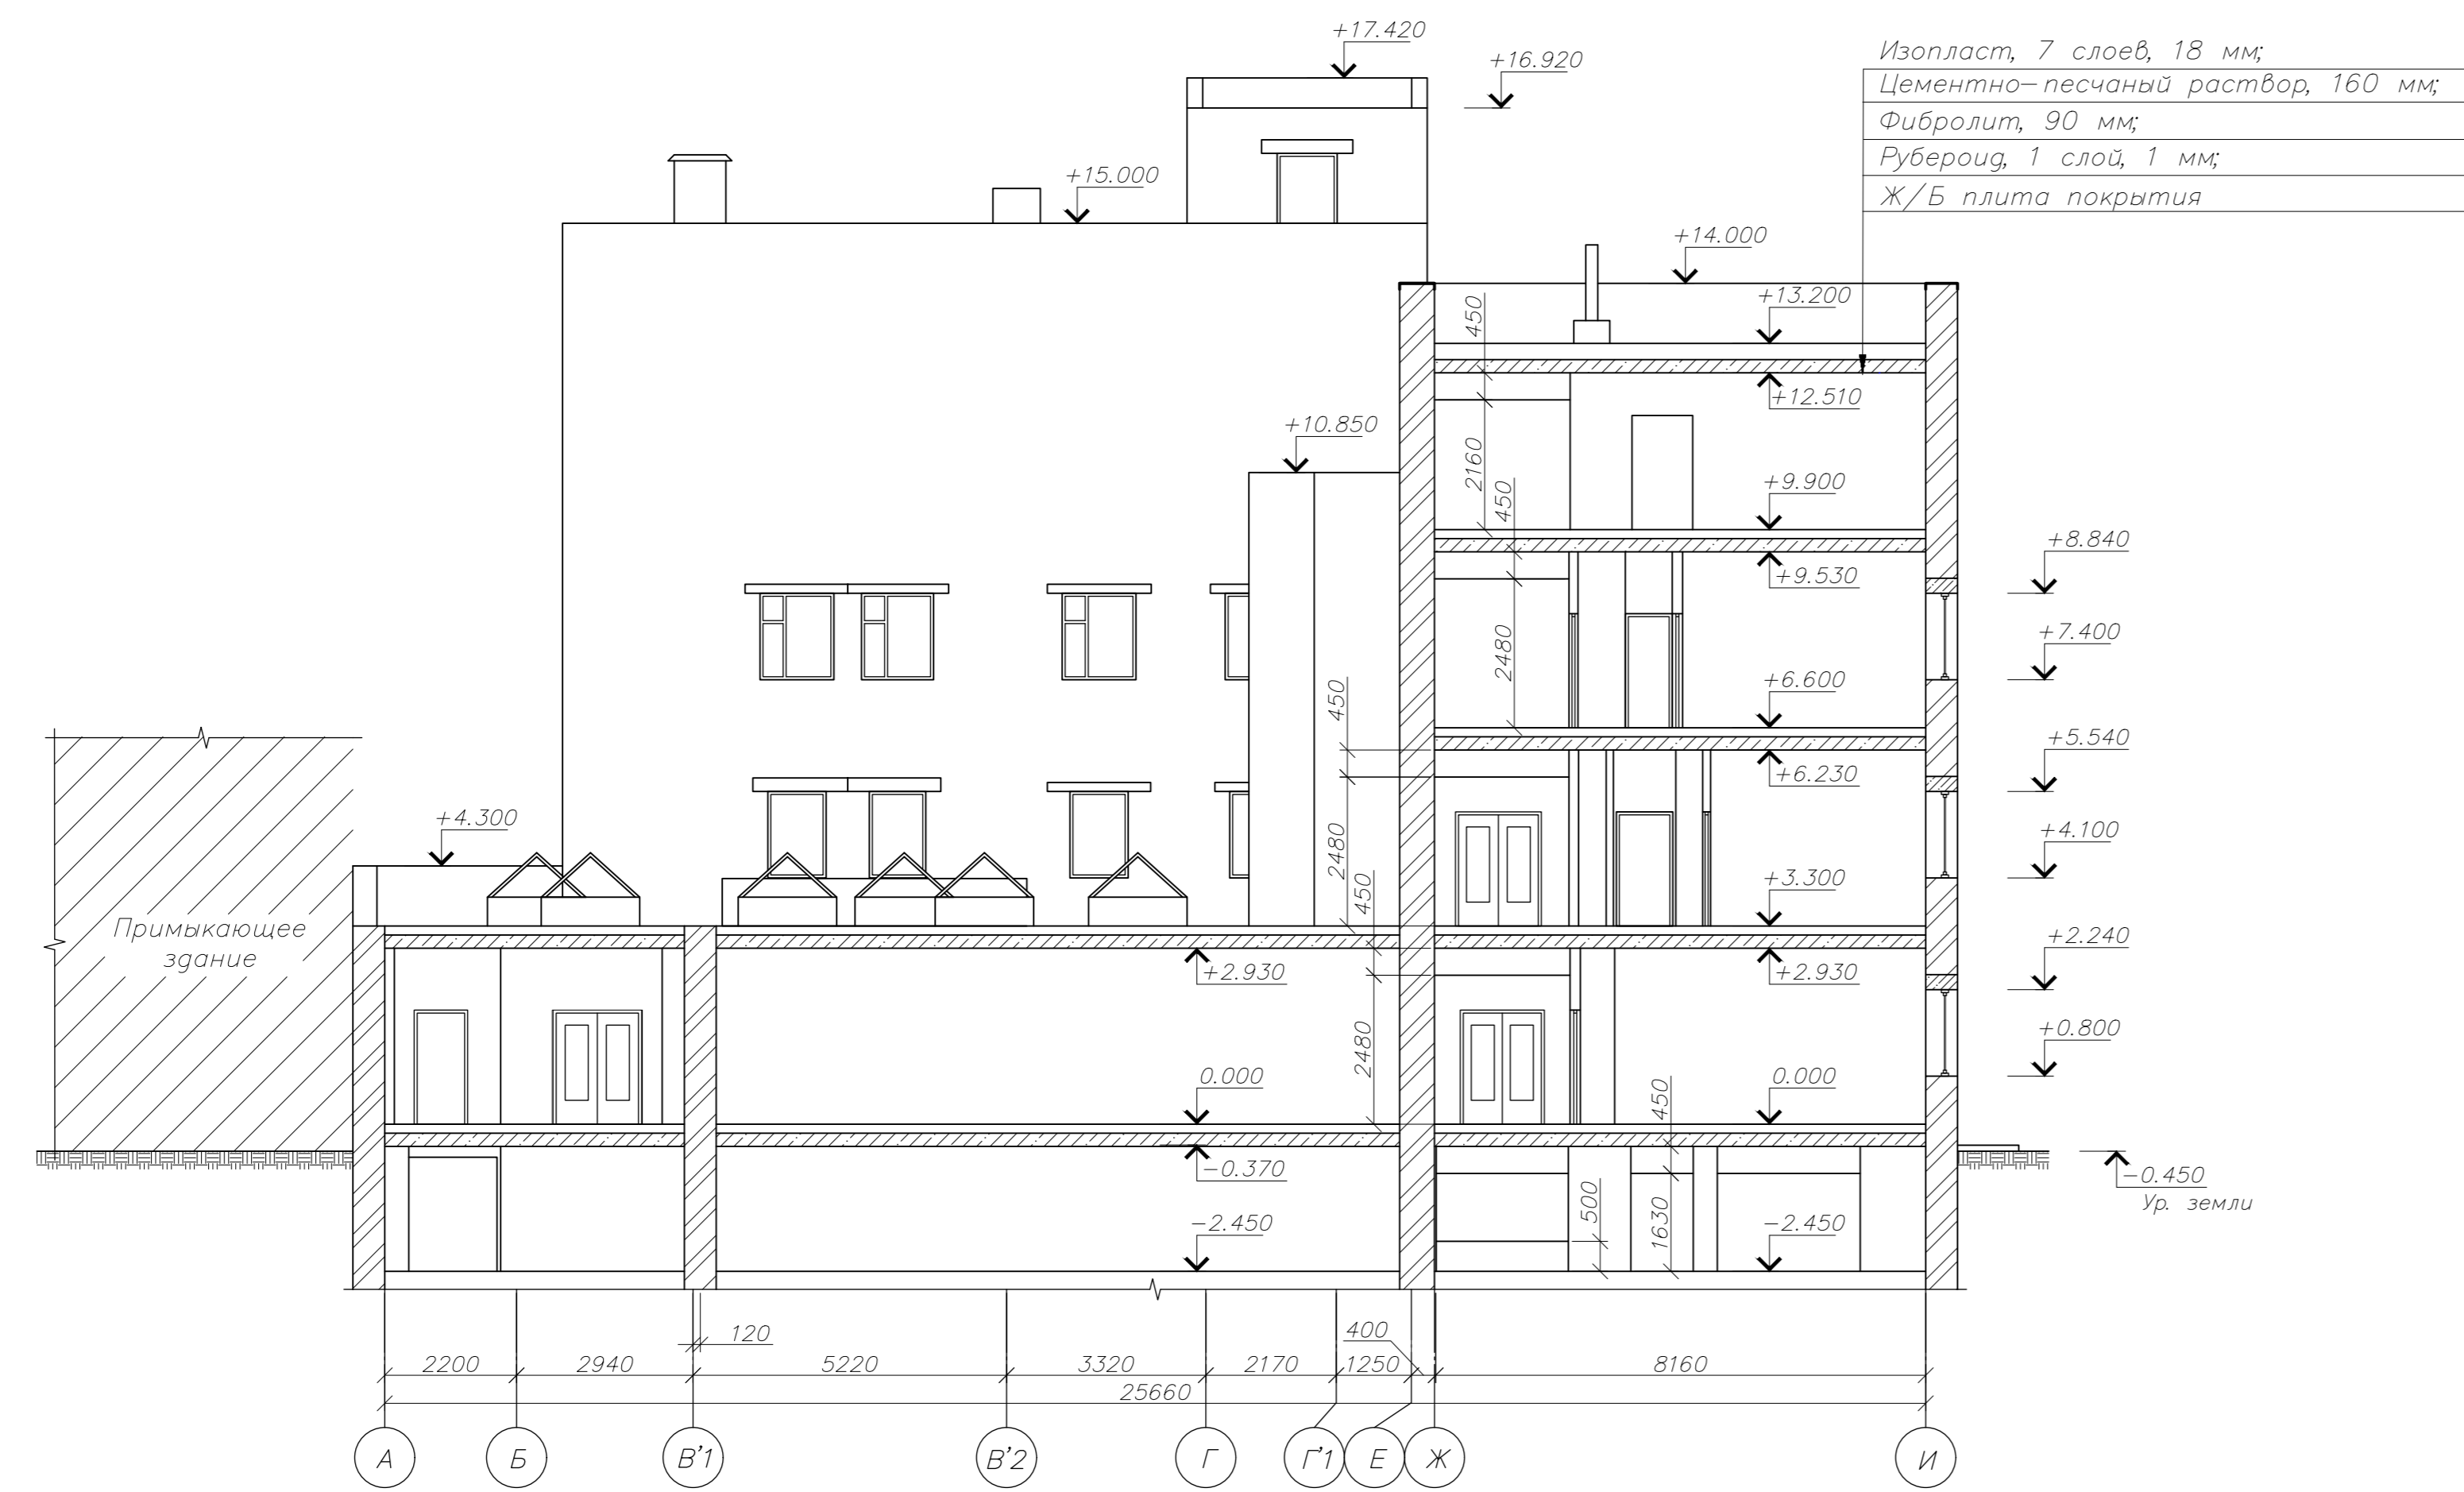 +17.420
+16.920
Изопласт, 7 слоев, 18 мм;
Цементно-песчаный раствор, 160 мм;
Фибролит, 90 мм;
Рубероид, 1 слой, 1 мм;
Ж/Б плита покрытия
+15.000
+14.000
+13.200
450
+12.510
+10.850
2160
+9.900
450
+9.530
+8.840
2480
+7.400
+6.600
450
+6.230
+5.540
2480
+4.300
+4.100
+3.300
450
Примыкающее
здание
+2.930
+2.930
+2.240
2480
+0.800
0.000
0.000
450
-0.370
-0.450
Ур. земли
500
1630
-2.450
-2.450
120
400
2200
2940
5220
3320
2170
1250
8160
25660
А
Б
В'1
В'2
Г
Г'1
Е
Ж
И